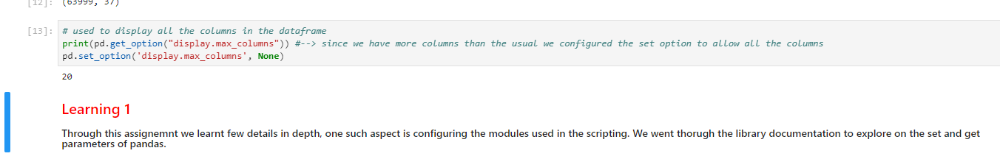 [12]: (63999, 37)
[13]: # used to display all the columns in the dataframe
print(pd.get_option("display.max_columns")) #--> since we have more columns than the usual we configured the set option to allow all the columns
pd.set_option('display.max_columns', None)
20
Learning 1
Through this assignemnt we learnt few details in depth, one such aspect is configuring the modules used in the scripting. We went thorugh the library documentation to explore on the set and get
parameters of pandas.